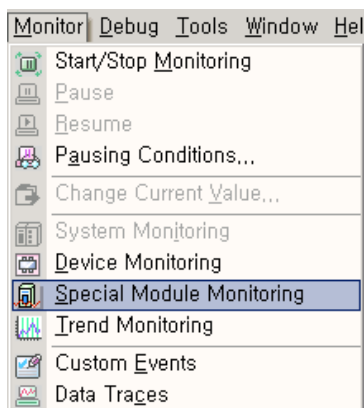 Monitor Debug Tools Window Hel
Start/Stop Monitoring
Pause
Resume
Pausing Conditions...
Change Current Value...
System Monitoring
Device Monitoring
Special Module Monitoring
Trend Monitoring
Custom Events
Data Traces